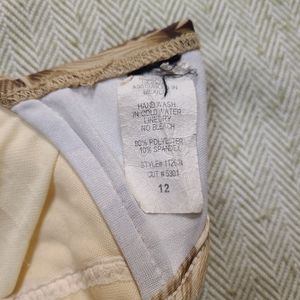 HAND WASH
IN COLD WATER
LINE DRY
NO BLEACH
90% POLYESTER
10% SPANDEX
STYLE#
CUT #
12